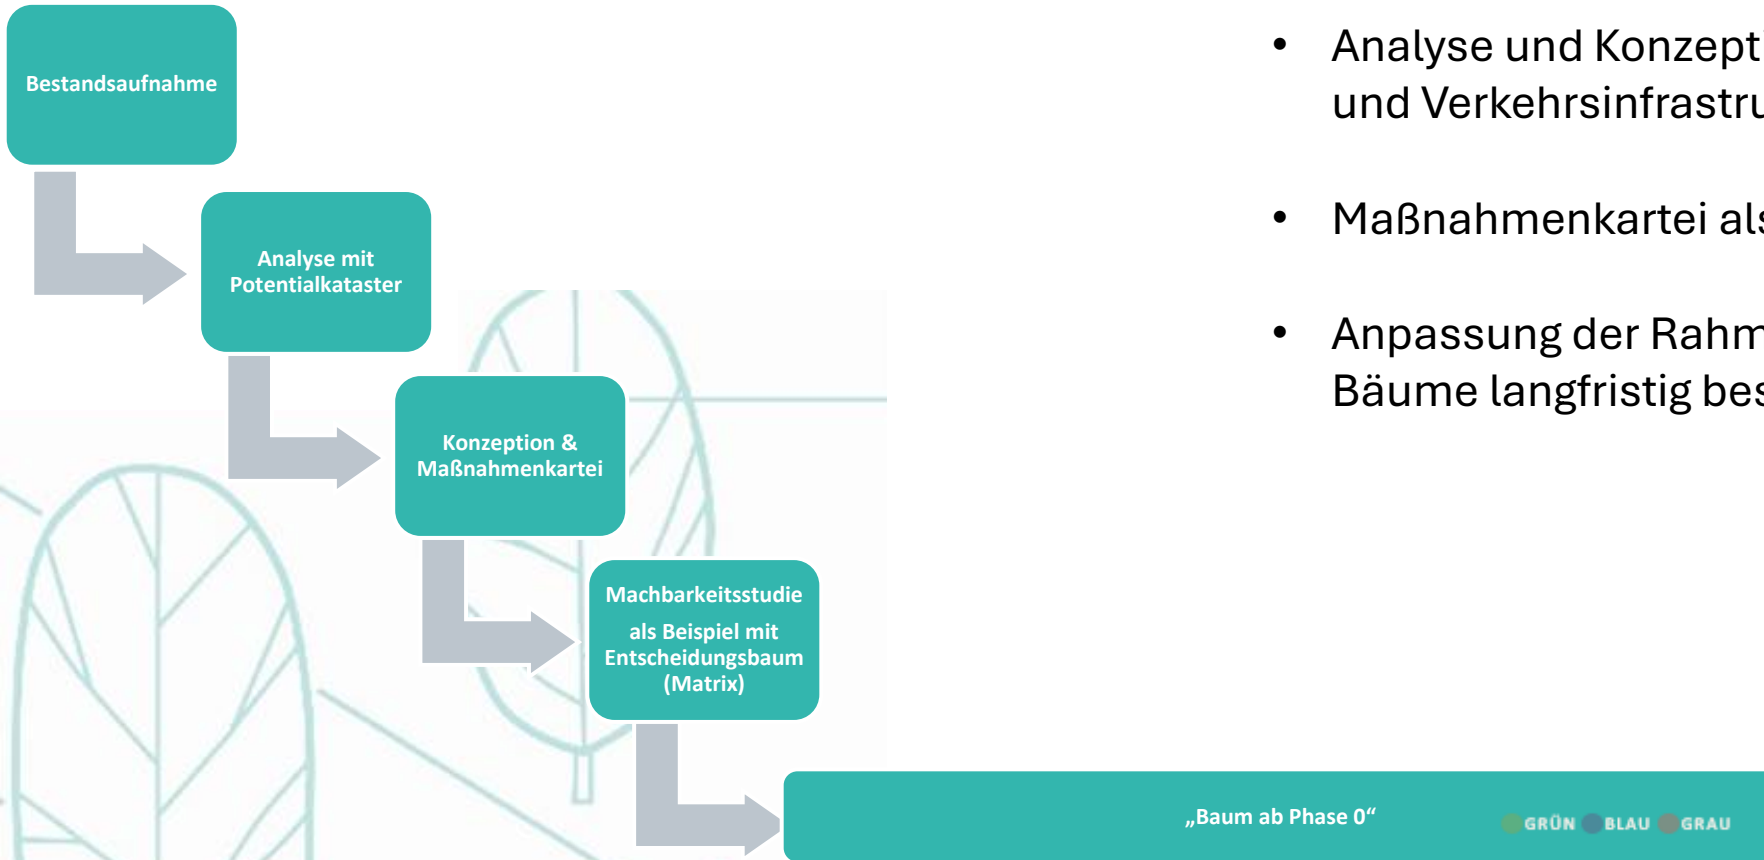 Bestandsaufnahme
Analyse mit
Potentialkataster
Konzeption &
Maßnahmenkartei
Machbarkeitsstudie
als Beispiel mit
Entscheidungsbaum
(Matrix)
„Baum ab Phase 0“
GRÜN BLAU GRAU
• Analyse und Konzept
und Verkehrsinfrastru
• Maßnahmenkartei als
• Anpassung der Rahm
Bäume langfristig bes